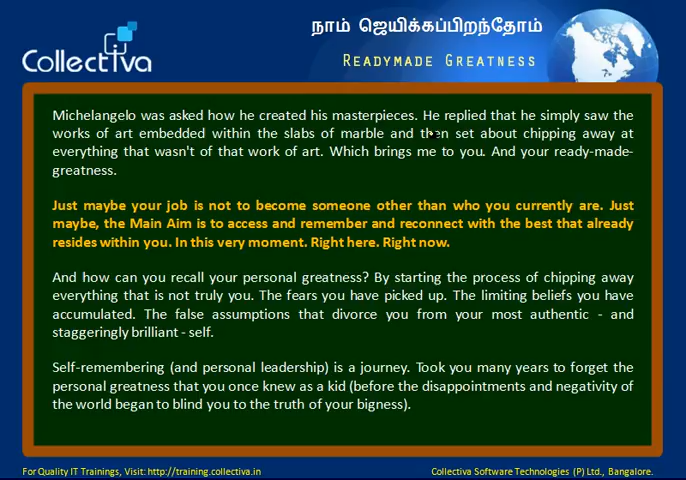 Collectiva
நாம் ஜெயிக்கப்பிறந்தோம்
Readymade Greatness
Michelangelo was asked how he created his masterpieces. He replied that he simply saw the
works of art embedded within the slabs of marble and then set about chipping away at
everything that wasn't of that work of art. Which brings me to you. And your ready-made-
greatness.
Just maybe your job is not to become someone other than who you currently are. Just
maybe, the Main Aim is to access and remember and reconnect with the best that already
resides within you. In this very moment. Right here. Right now.
And how can you recall your personal greatness? By starting the process of chipping away
everything that is not truly you. The fears you have picked up. The limiting beliefs you have
accumulated. The false assumptions that divorce you from your most authentic - and
staggeringly brilliant - self.
Self-remembering (and personal leadership) is a journey. Took you many years to forget the
personal greatness that you once knew as a kid (before the disappointments and negativity of
the world began to blind you to the truth of your bigness).
For Quality IT Trainings, Visit: http://training.collectiva.in
Collectiva Software Technologies (P) Ltd., Bangalore.